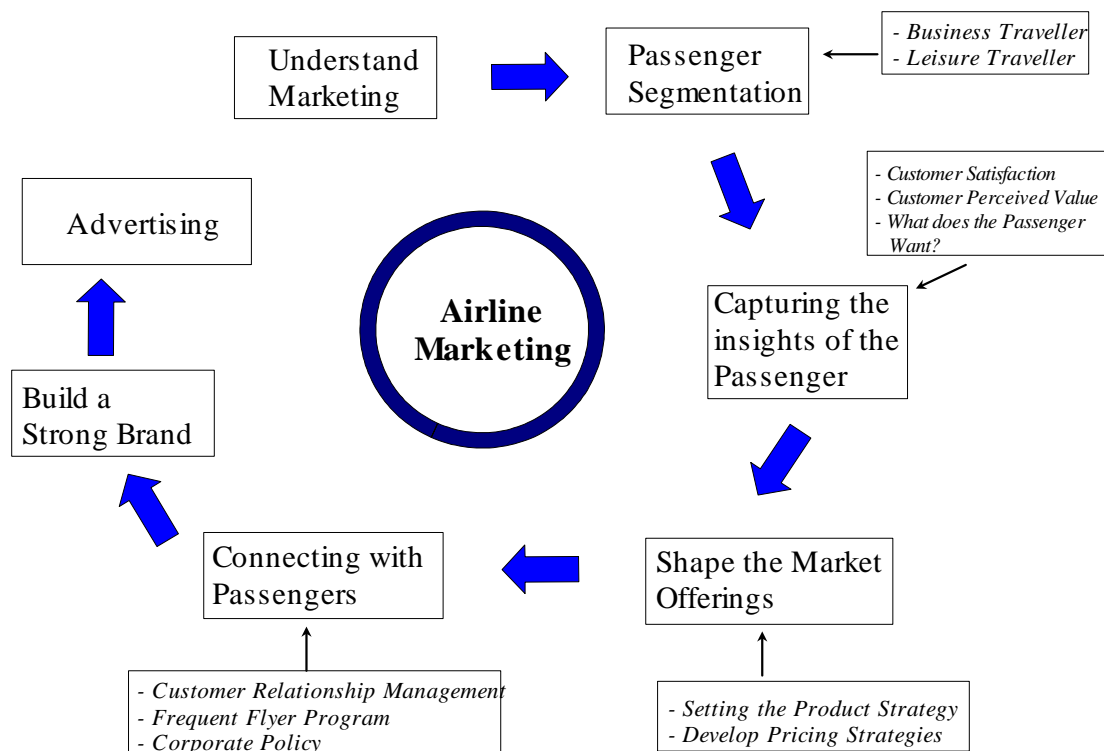 Understand
Marketing
Passenger
Segmentation
- Business Traveller
- Leisure Traveller
- Customer Satisfaction
- Customer Perceived Value
- What does the Passenger
Want?
Capturing the
insights of the
Passenger
Shape the Market
Offerings
- Setting the Product Strategy
- Develop Pricing Strategies
Connecting with
Passengers
- Customer Relationship Management
- Frequent Flyer Program
- Corporate Policy
Build a
Strong Brand
Advertising
Airline
Marketing